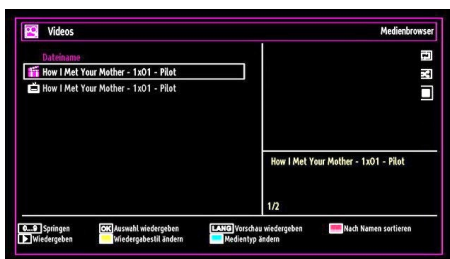 Videos
Medienbrowser
Dateiname
How I Met Your Mother - 1x01 - Pilot
How I Met Your Mother - 1x01 - Pilot
How I Met Your Mother - 1x01 - Pilot
1/2
0...9 Springen
OK Auswahl wiedergeben
LANG Vorschau wiedergeben
Nach Namen sortieren
Wiedergeben
Wiedergabestil ändern
Medientyp ändern